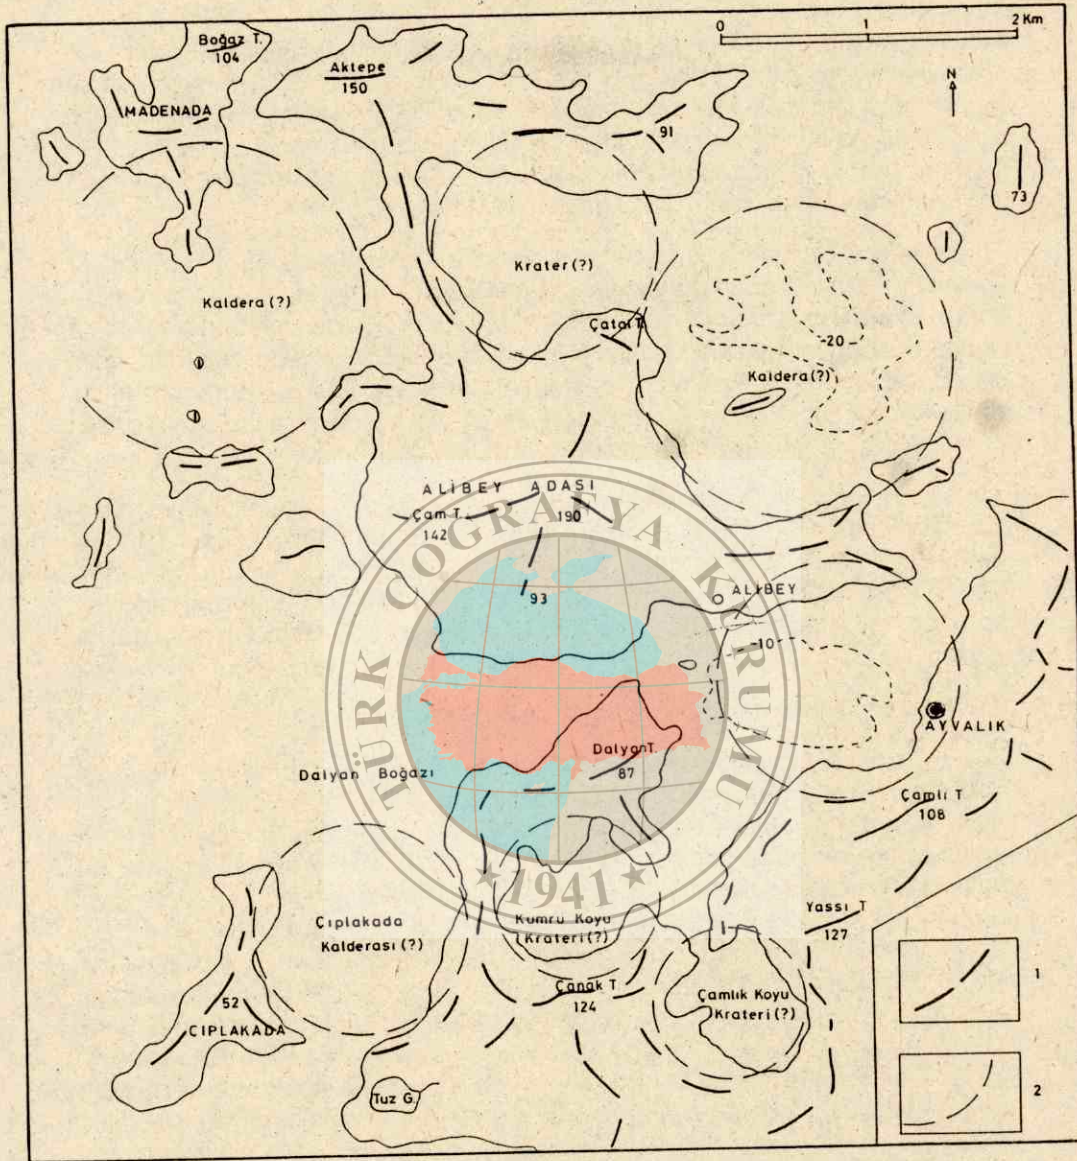 0 1 2 Km
N
Boğaz T.
104
Aktepe
150
MADENADA
91
73
Krater (?)
Kaldera (?)
Çatal T.
-20
Kaldera (?)
ALİBEY ADASI
Çam T.
142
190
93
ALİBEY
-10
AYVALIK
Dalyan T.
87
Dalyan Boğazı
Çamlı T.
108
Çıplakada
Kalderası (?)
Kumru Koyu
Krateri (?)
Yassı T
127
Çanak T.
124
Çamlık Koyu
Krateri (?)
52
ÇIPLAKADA
Tuz G.
1
2
TÜRK COĞRAFYA KURUMU
1941